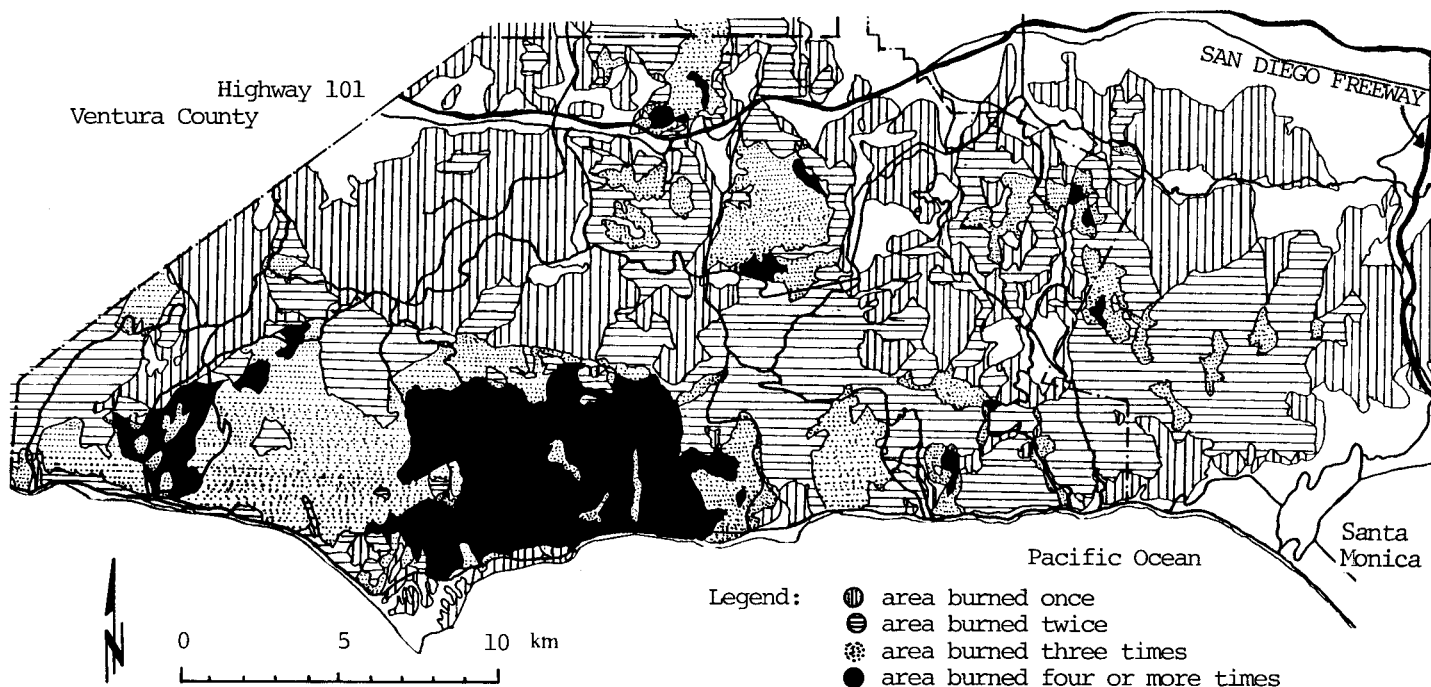 Highway 101
Ventura County
SAN DIEGO FREEWAY
Santa
Monica
Pacific Ocean
Legend:
area burned once
area burned twice
area burned three times
area burned four or more times
N
0 5 10 km